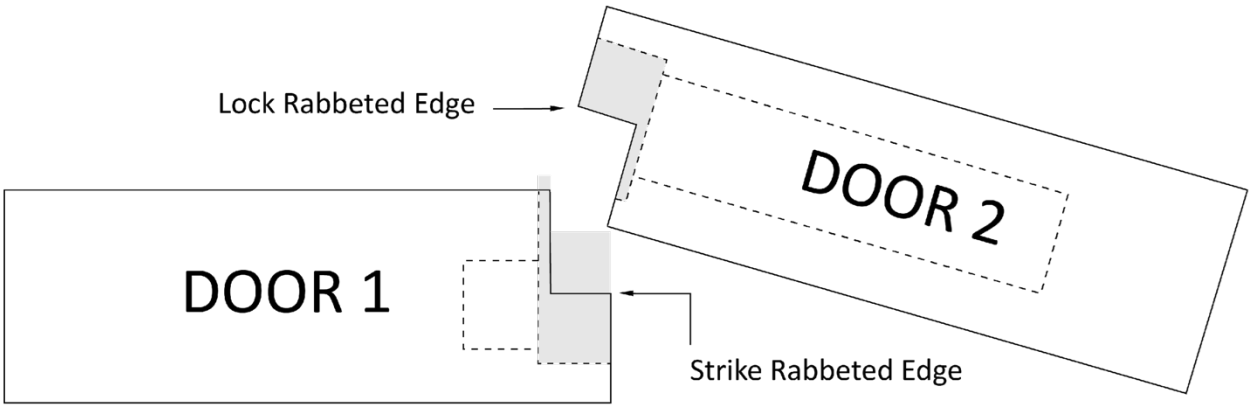 Lock Rabbeted Edge
DOOR 2
DOOR 1
Strike Rabbeted Edge